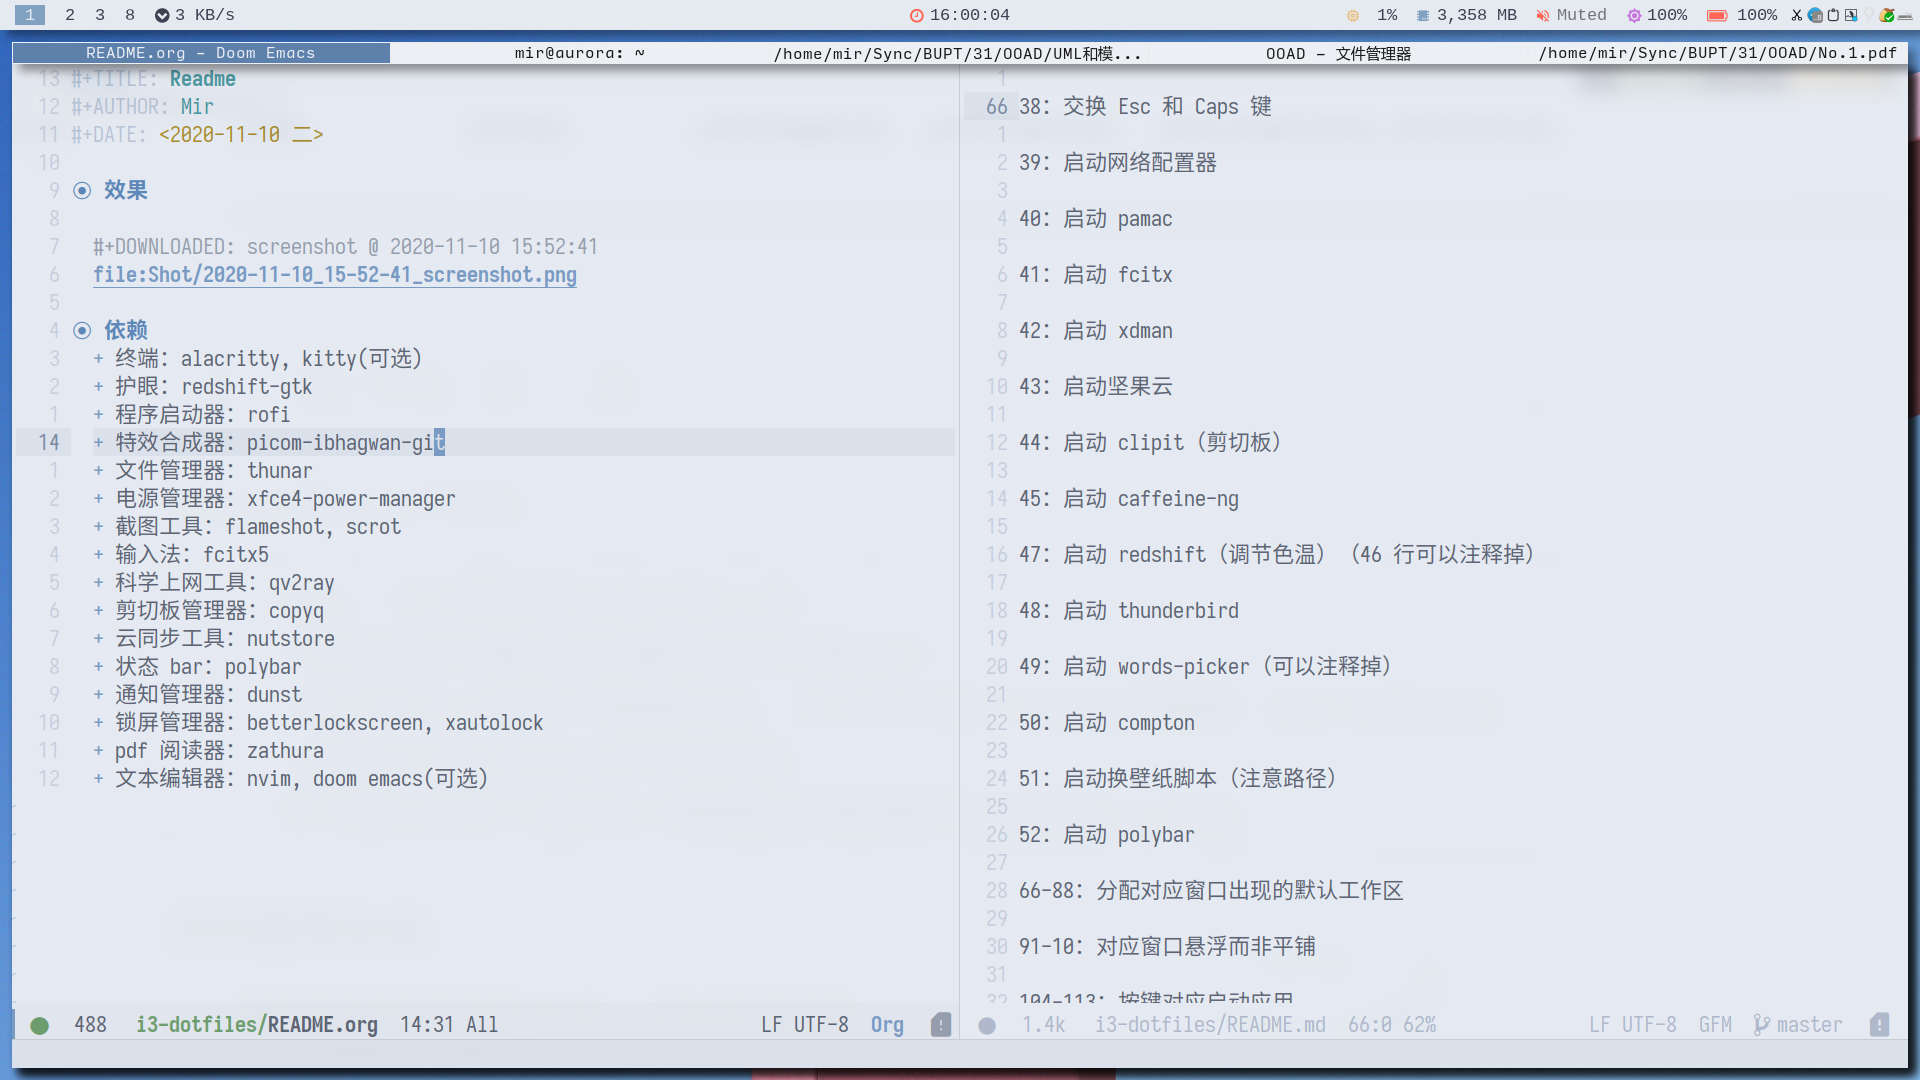 1 2 3 8 3 KB/s 16:00:04 1% 3,358 MB Muted 100% 100%
README.org – Doom Emacs mir@aurora: ~ /home/mir/Sync/BUPT/31/OOAD/UML和模... OOAD – 文件管理器 /home/mir/Sync/BUPT/31/OOAD/No.1.pdf
13 #+TITLE: Readme
12 #+AUTHOR: Mir
11 #+DATE: <2020-11-10 二>
10
9 效果
8
7 #+DOWNLOADED: screenshot @ 2020-11-10 15:52:41
6 file:Shot/2020-11-10_15-52-41_screenshot.png
5
4 依赖
3 + 终端: alacritty, kitty(可选)
2 + 护眼: redshift-gtk
1 + 程序启动器: rofi
14 + 特效合成器: picom-ibhagwan-git
1 + 文件管理器: thunar
2 + 电源管理器: xfce4-power-manager
3 + 截图工具: flameshot, scrot
4 + 输入法: fcitx5
5 + 科学上网工具: qv2ray
6 + 剪切板管理器: copyq
7 + 云同步工具: nutstore
8 + 状态 bar: polybar
9 + 通知管理器: dunst
10 + 锁屏管理器: betterlockscreen, xautolock
11 + pdf 阅读器: zathura
12 + 文本编辑器: nvim, doom emacs(可选)
488 i3-dotfiles/README.org 14:31 All LF UTF-8 Org
1
66 38: 交换 Esc 和 Caps 键
1
2 39: 启动网络配置器
3
4 40: 启动 pamac
5
6 41: 启动 fcitx
7
8 42: 启动 xdman
9
10 43: 启动坚果云
11
12 44: 启动 clipit（剪切板）
13
14 45: 启动 caffeine-ng
15
16 47: 启动 redshift（调节色温）（46 行可以注释掉）
17
18 48: 启动 thunderbird
19
20 49: 启动 words-picker（可以注释掉）
21
22 50: 启动 compton
23
24 51: 启动换壁纸脚本（注意路径）
25
26 52: 启动 polybar
27
28 66-88: 分配对应窗口出现的默认工作区
29
30 91-10: 对应窗口悬浮而非平铺
31
32 104-113: 按键对应启动应用
1.4k i3-dotfiles/README.md 66:0 62% LF UTF-8 GFM master